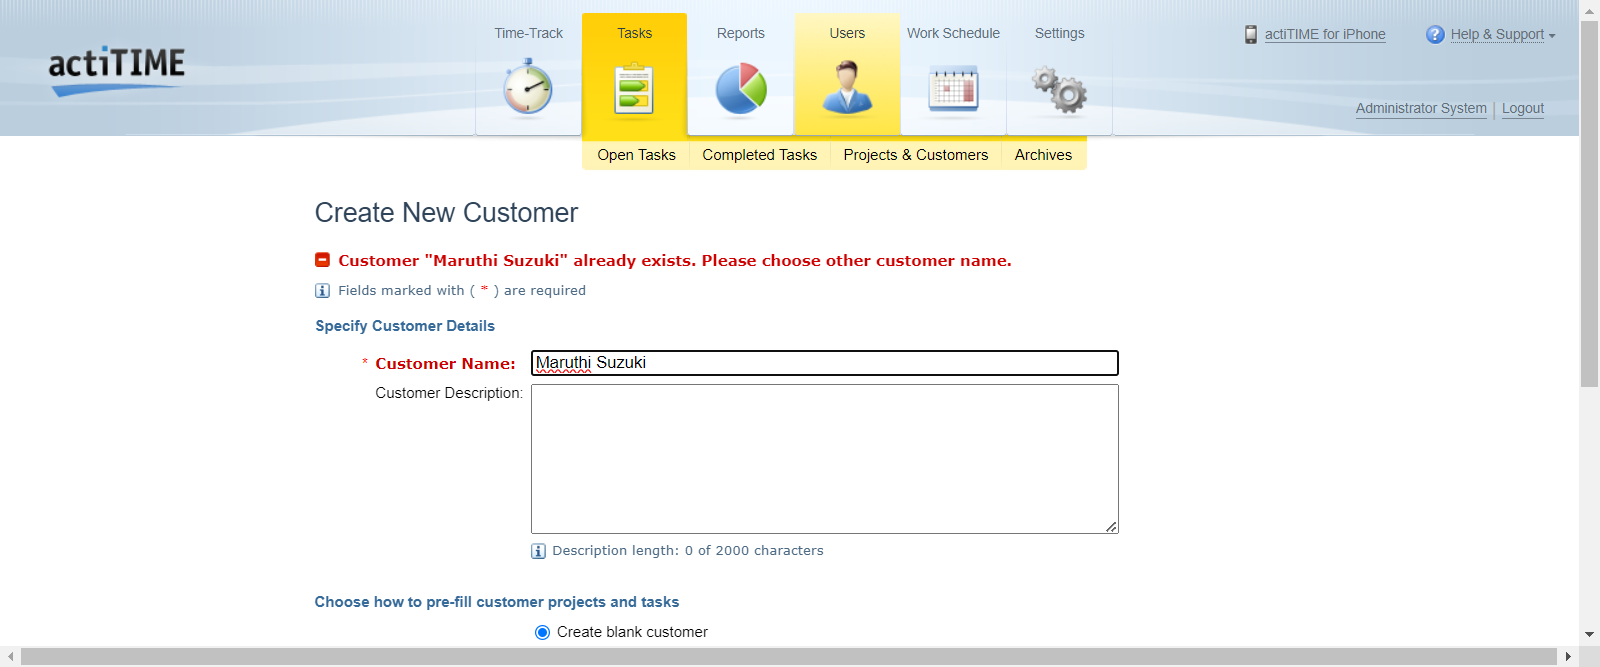 actiTIME
Time-Track
Tasks
Reports
Users
Work Schedule
Settings
actiTIME for iPhone
? Help & Support
Administrator System | Logout
Open Tasks
Completed Tasks
Projects & Customers
Archives
Create New Customer
Customer "Maruthi Suzuki" already exists. Please choose other customer name.
i Fields marked with ( * ) are required
Specify Customer Details
* Customer Name: Maruthi Suzuki
Customer Description:
i Description length: 0 of 2000 characters
Choose how to pre-fill customer projects and tasks
Create blank customer